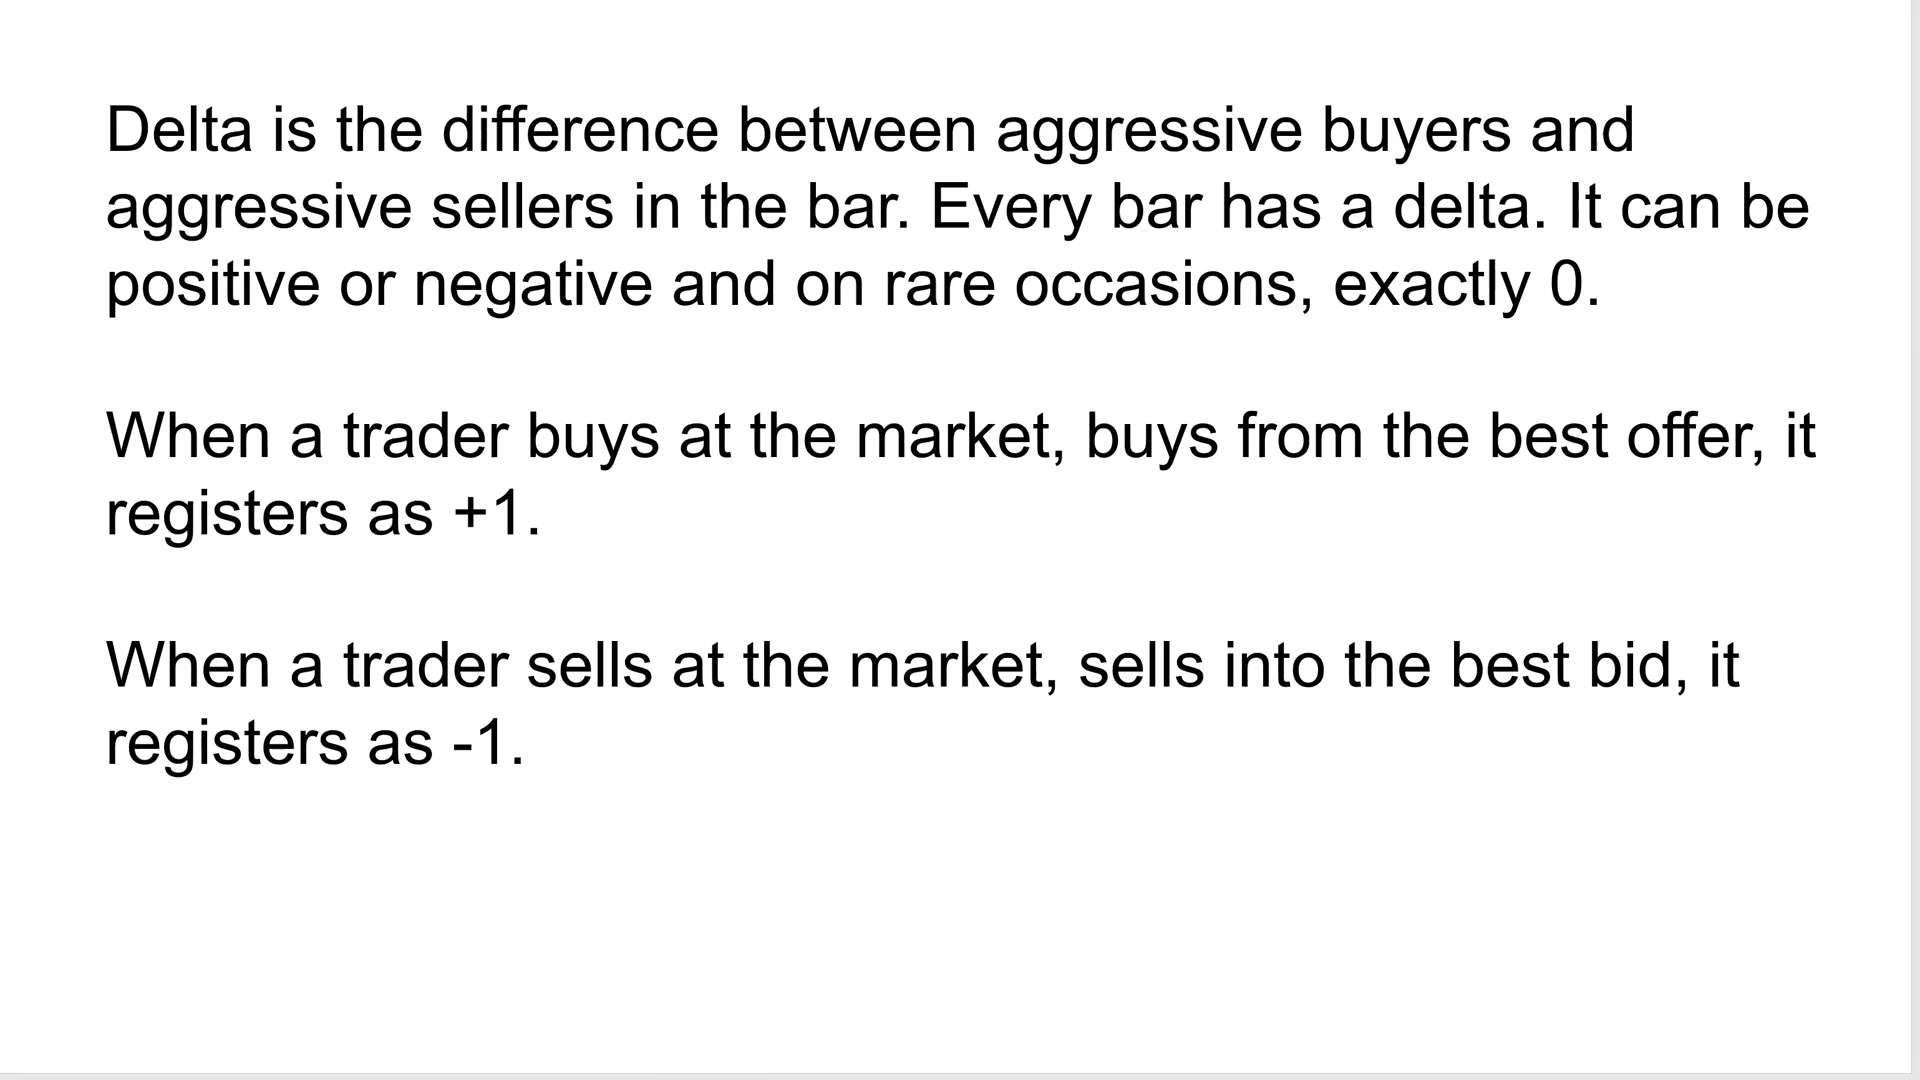 Delta is the difference between aggressive buyers and
aggressive sellers in the bar. Every bar has a delta. It can be
positive or negative and on rare occasions, exactly 0.
When a trader buys at the market, buys from the best offer, it
registers as +1.
When a trader sells at the market, sells into the best bid, it
registers as -1.